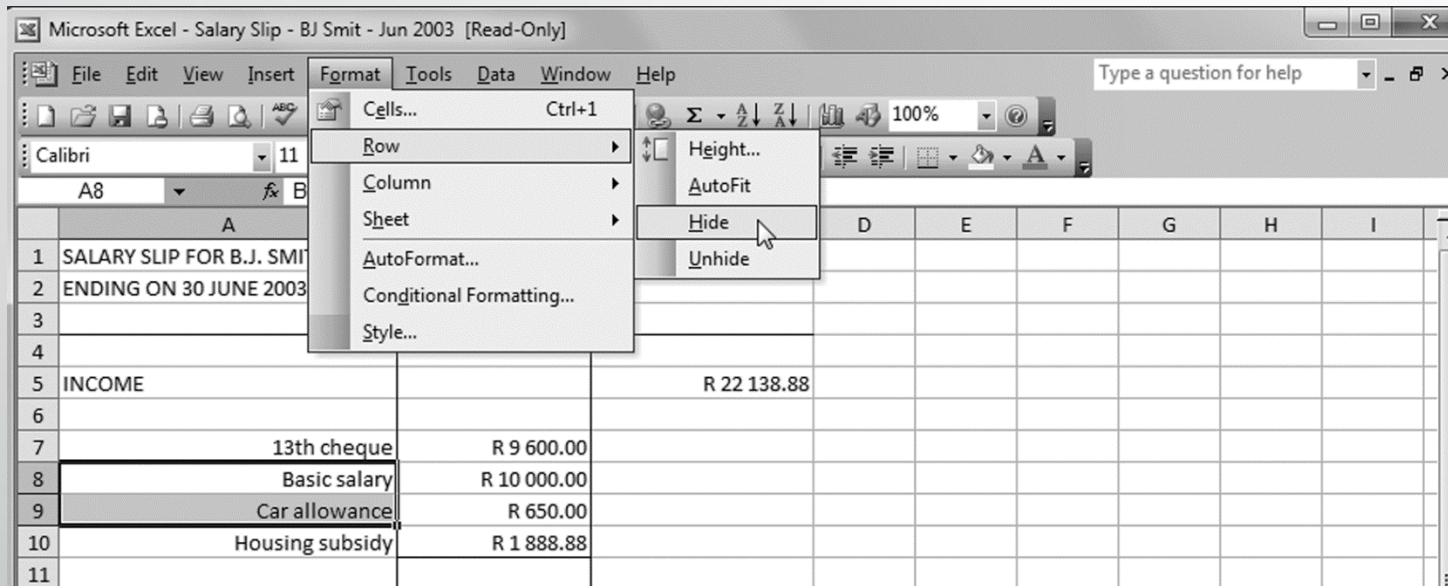 Microsoft Excel - Salary Slip - BJ Smit - Jun 2003 [Read-Only]
File Edit View Insert Format Tools Data Window Help Type a question for help
Cells... Ctrl+1
100%
Calibri 11
Row
Height...
A8 fx B
Column
AutoFit
Sheet
Hide
A D E F G H I
AutoFormat...
Unhide
1 SALARY SLIP FOR B.J. SMI
2 ENDING ON 30 JUNE 2003
Conditional Formatting...
3
Style...
4
5 INCOME R 22 138.88
6
7 13th cheque R 9 600.00
8 Basic salary R 10 000.00
9 Car allowance R 650.00
10 Housing subsidy R 1 888.88
11